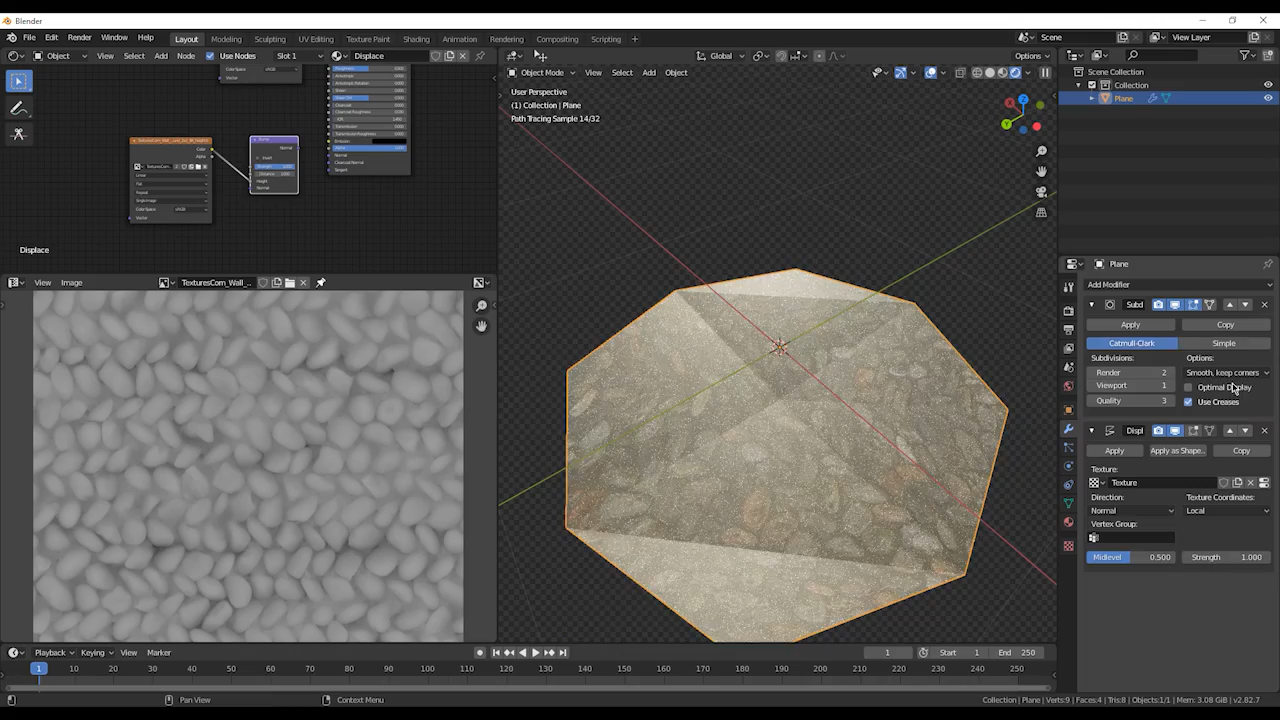 Blender
File Edit Render Window Help Layout Modeling Sculpting UV Editing Texture Paint Shading Animation Rendering Compositing Scripting + Scene View Layer
Object View Select Add Node Use Nodes Slot 1 Displace Global Options
Object Mode View Select Add Object
Scene Collection
Collection
Plane
User Perspective
(1) Collection | Plane
Path Tracing Sample 14/32
Roughness
Anisotropic
Anisotropic Rotation
Sheen
Clearcoat
Clearcoat Roughness
IOR
Transmission
Transmission Roughness
Emission
Alpha
Normal
Clearcoat Normal
Tangent
Color
Alpha
TexturesCom_
Linear
Flat
Repeat
Single Image
Color Space sRGB
Vector
Normal
Invert
Strength
Distance
Height
Normal
Displace
View Image TexturesCom_Wall_..
Plane
Add Modifier
Subd
Apply Copy
Catmull-Clark Simple
Subdivisions: Options:
Render 2 Smooth, keep corners
Viewport 1 Optimal Display
Quality 3 Use Creases
Displ
Apply Apply as Shape.. Copy
Texture:
Texture
Direction: Texture Coordinates:
Normal Local
Vertex Group:
Midlevel 0.500 Strength 1.000
Playback Keying View Marker 1 Start 1 End 250
1 10 20 30 40 50 60 70 80 90 100 110 120 130 140 150 160 170 180 190 200 210 220 230 240 250
Pan View Context Menu Collection | Plane | Verts:9 | Faces:4 | Tris:8 | Objects:1/1 | Mem: 3.08 GiB | v2.82.7